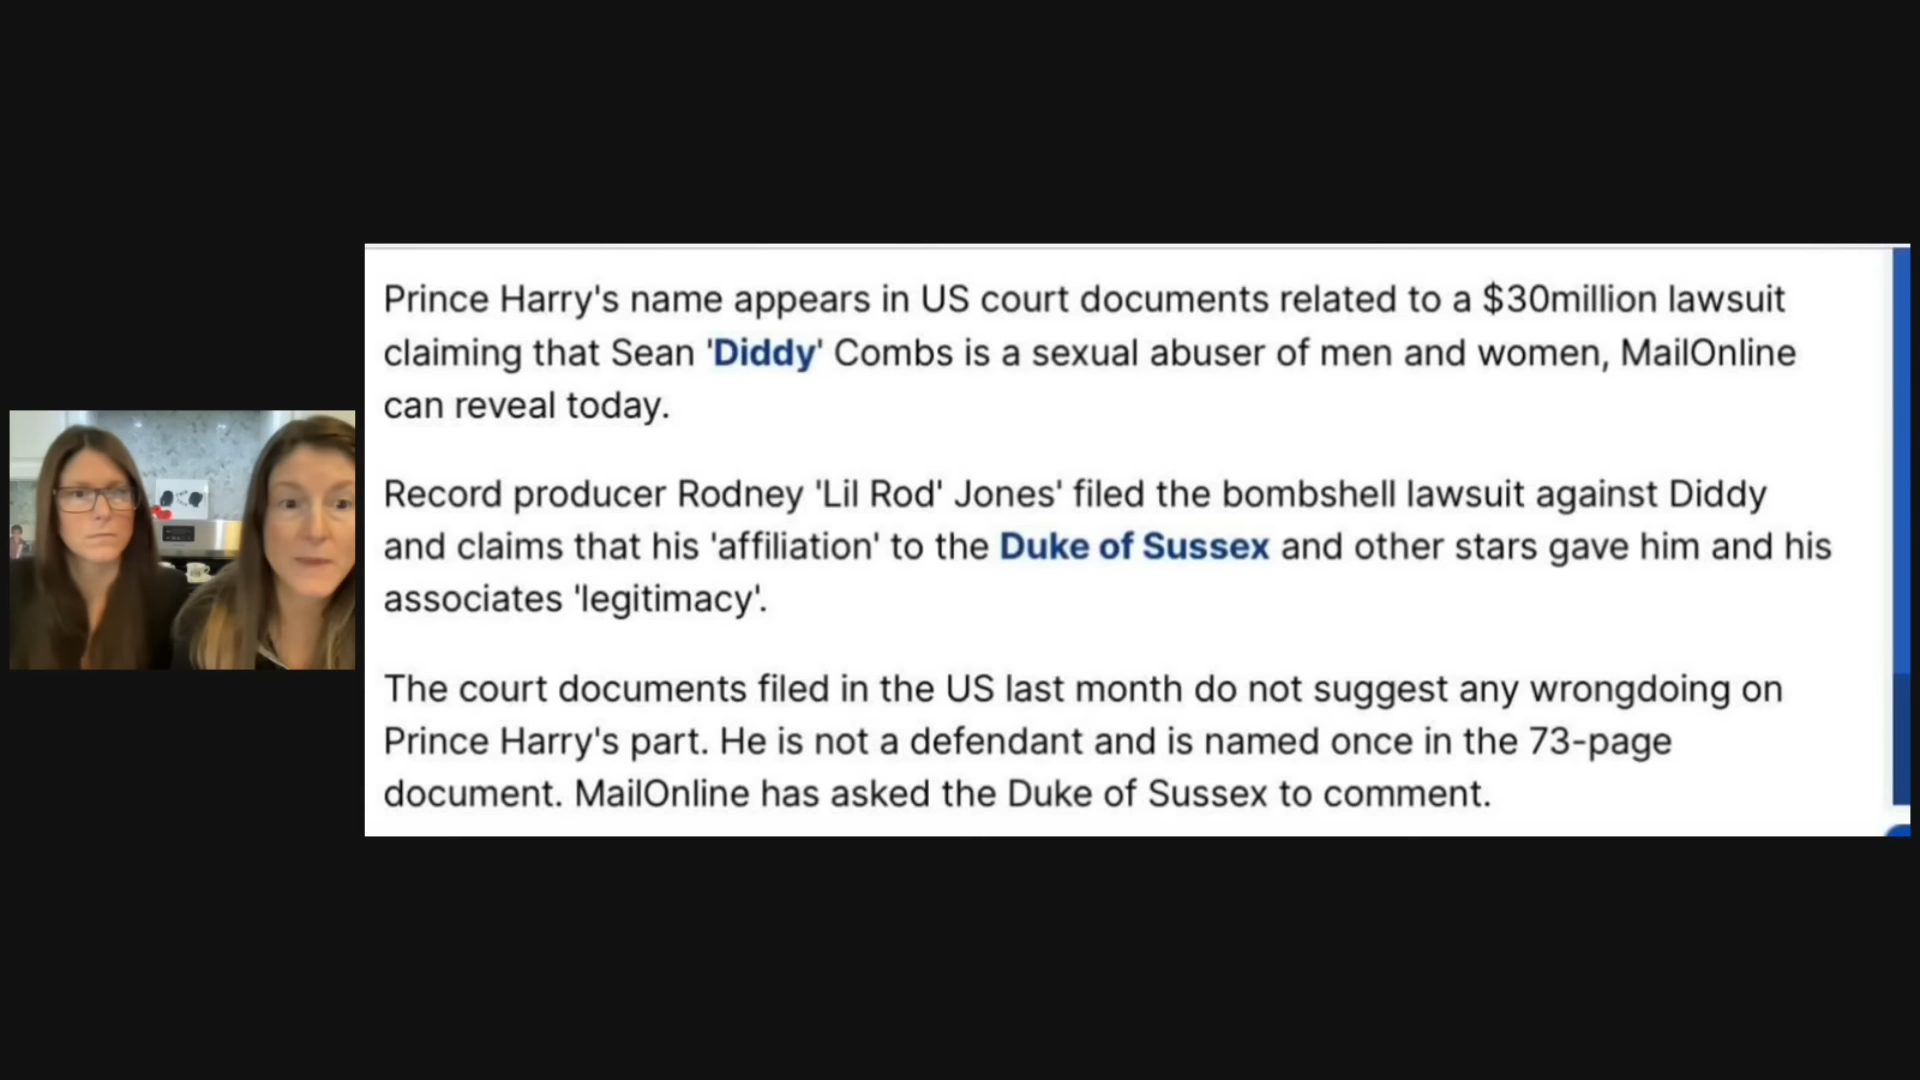 Prince Harry's name appears in US court documents related to a $30million lawsuit
claiming that Sean 'Diddy' Combs is a sexual abuser of men and women, MailOnline
can reveal today.
Record producer Rodney 'Lil Rod' Jones' filed the bombshell lawsuit against Diddy
and claims that his 'affiliation' to the Duke of Sussex and other stars gave him and his
associates 'legitimacy'.
The court documents filed in the US last month do not suggest any wrongdoing on
Prince Harry's part. He is not a defendant and is named once in the 73-page
document. MailOnline has asked the Duke of Sussex to comment.